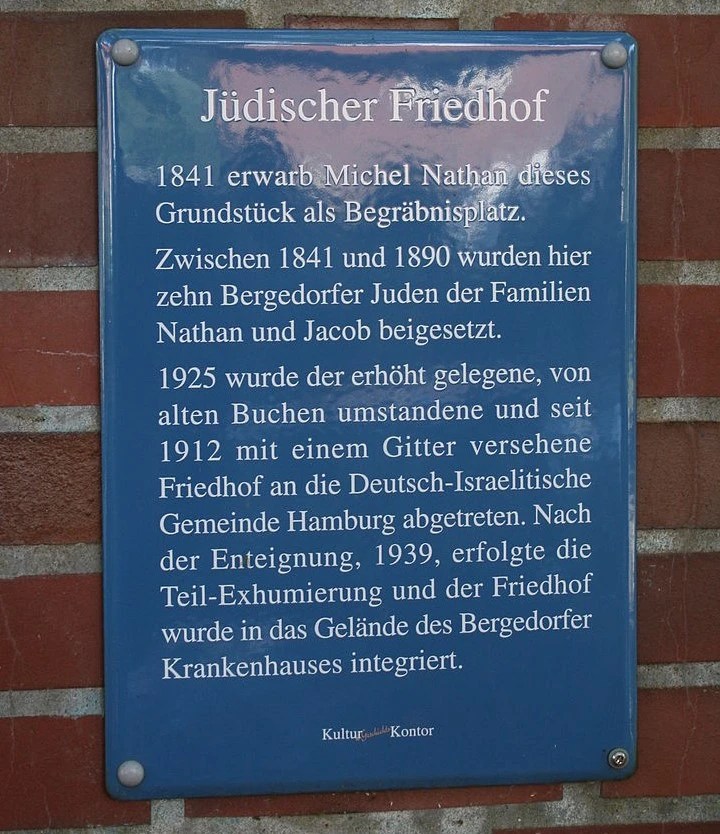 Jüdischer Friedhof
1841 erwarb Michel Nathan dieses
Grundstück als Begräbnisplatz.
Zwischen 1841 und 1890 wurden hier
zehn Bergedorfer Juden der Familien
Nathan und Jacob beigesetzt.
1925 wurde der erhöht gelegene, von
alten Buchen umstandene und seit
1912 mit einem Gitter versehene
Friedhof an die Deutsch-Israelitische
Gemeinde Hamburg abgetreten. Nach
der Enteignung, 1939, erfolgte die
Teil-Exhumierung und der Friedhof
wurde in das Gelände des Bergedorfer
Krankenhauses integriert.
Kultur Kontor